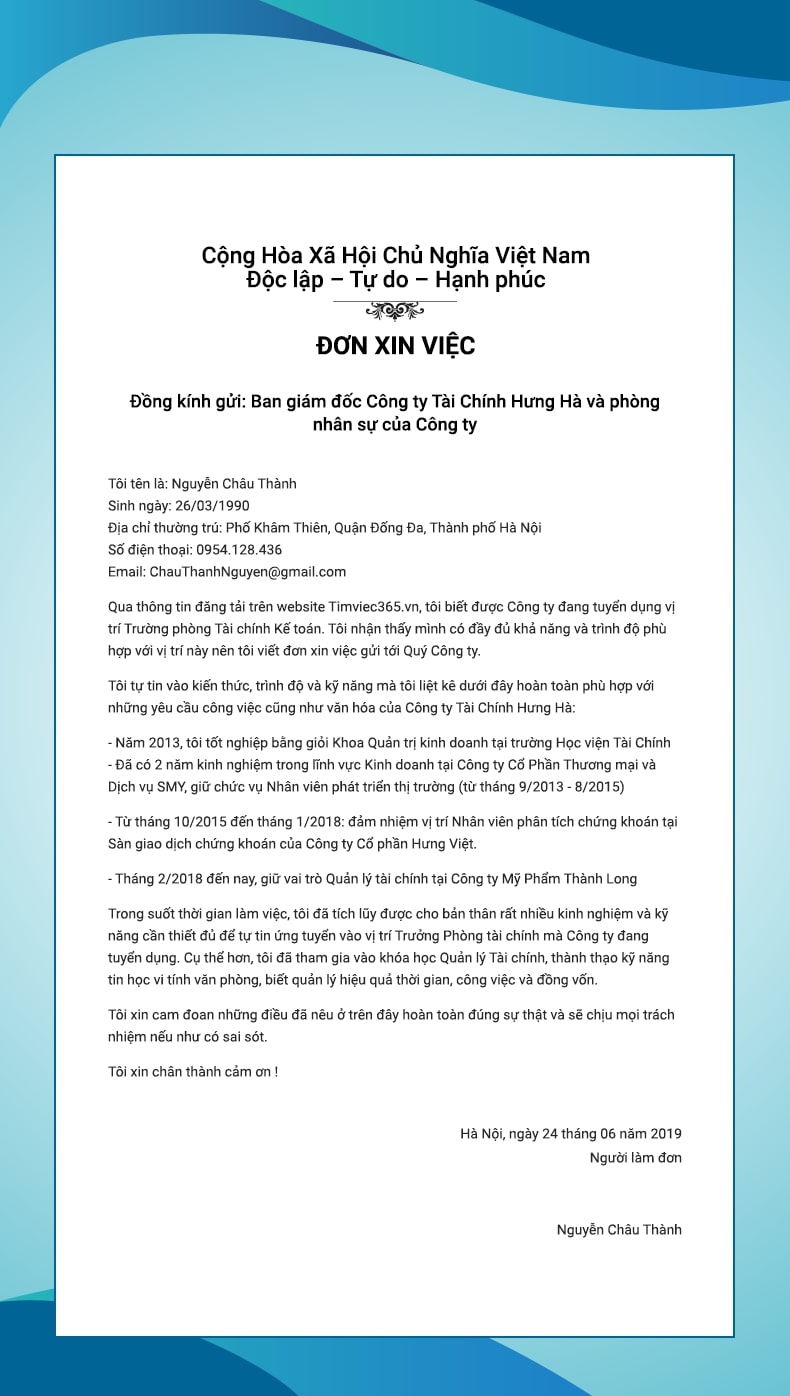 Cộng Hòa Xã Hội Chủ Nghĩa Việt Nam
Độc lập – Tự do – Hạnh phúc
ĐƠN XIN VIỆC
Đồng kính gửi: Ban giám đốc Công ty Tài Chính Hưng Hà và phòng
nhân sự của Công ty
Tôi tên là: Nguyễn Châu Thành
Sinh ngày: 26/03/1990
Địa chỉ thường trú: Phố Khâm Thiên, Quận Đống Đa, Thành phố Hà Nội
Số điện thoại: 0954.128.436
Email: ChauThanhNguyen@gmail.com
Qua thông tin đăng tải trên website Timviec365.vn, tôi biết được Công ty đang tuyển dụng vị
trí Trường phòng Tài chính Kế toán. Tôi nhận thấy mình có đầy đủ khả năng và trình độ phù
hợp với vị trí này nên tôi viết đơn xin việc gửi tới Quý Công ty.
Tôi tự tin vào kiến thức, trình độ và kỹ năng mà tôi liệt kê dưới đây hoàn toàn phù hợp với
những yêu cầu công việc cũng như văn hóa của Công ty Tài Chính Hưng Hà:
- Năm 2013, tôi tốt nghiệp bằng giỏi Khoa Quản trị kinh doanh tại trường Học viện Tài Chính
- Đã có 2 năm kinh nghiệm trong lĩnh vực Kinh doanh tại Công ty Cổ Phần Thương mại và
Dịch vụ SMY, giữ chức vụ Nhân viên phát triển thị trường (từ tháng 9/2013 - 8/2015)
- Từ tháng 10/2015 đến tháng 1/2018: đảm nhiệm vị trí Nhân viên phân tích chứng khoán tại
Sàn giao dịch chứng khoán của Công ty Cổ phần Hưng Việt.
- Tháng 2/2018 đến nay, giữ vai trò Quản lý tài chính tại Công ty Mỹ Phẩm Thành Long
Trong suốt thời gian làm việc, tôi đã tích lũy được cho bản thân rất nhiều kinh nghiệm và kỹ
năng cần thiết đủ để tự tin ứng tuyển vào vị trí Trưởng Phòng tài chính mà Công ty đang
tuyển dụng. Cụ thể hơn, tôi đã tham gia vào khóa học Quản lý Tài chính, thành thạo kỹ năng
tin học vi tính văn phòng, biết quản lý hiệu quả thời gian, công việc và đồng vốn.
Tôi xin cam đoan những điều đã nêu ở trên đây hoàn toàn đúng sự thật và sẽ chịu mọi trách
nhiệm nếu như có sai sót.
Tôi xin chân thành cảm ơn !
Hà Nội, ngày 24 tháng 06 năm 2019
Người làm đơn
Nguyễn Châu Thành